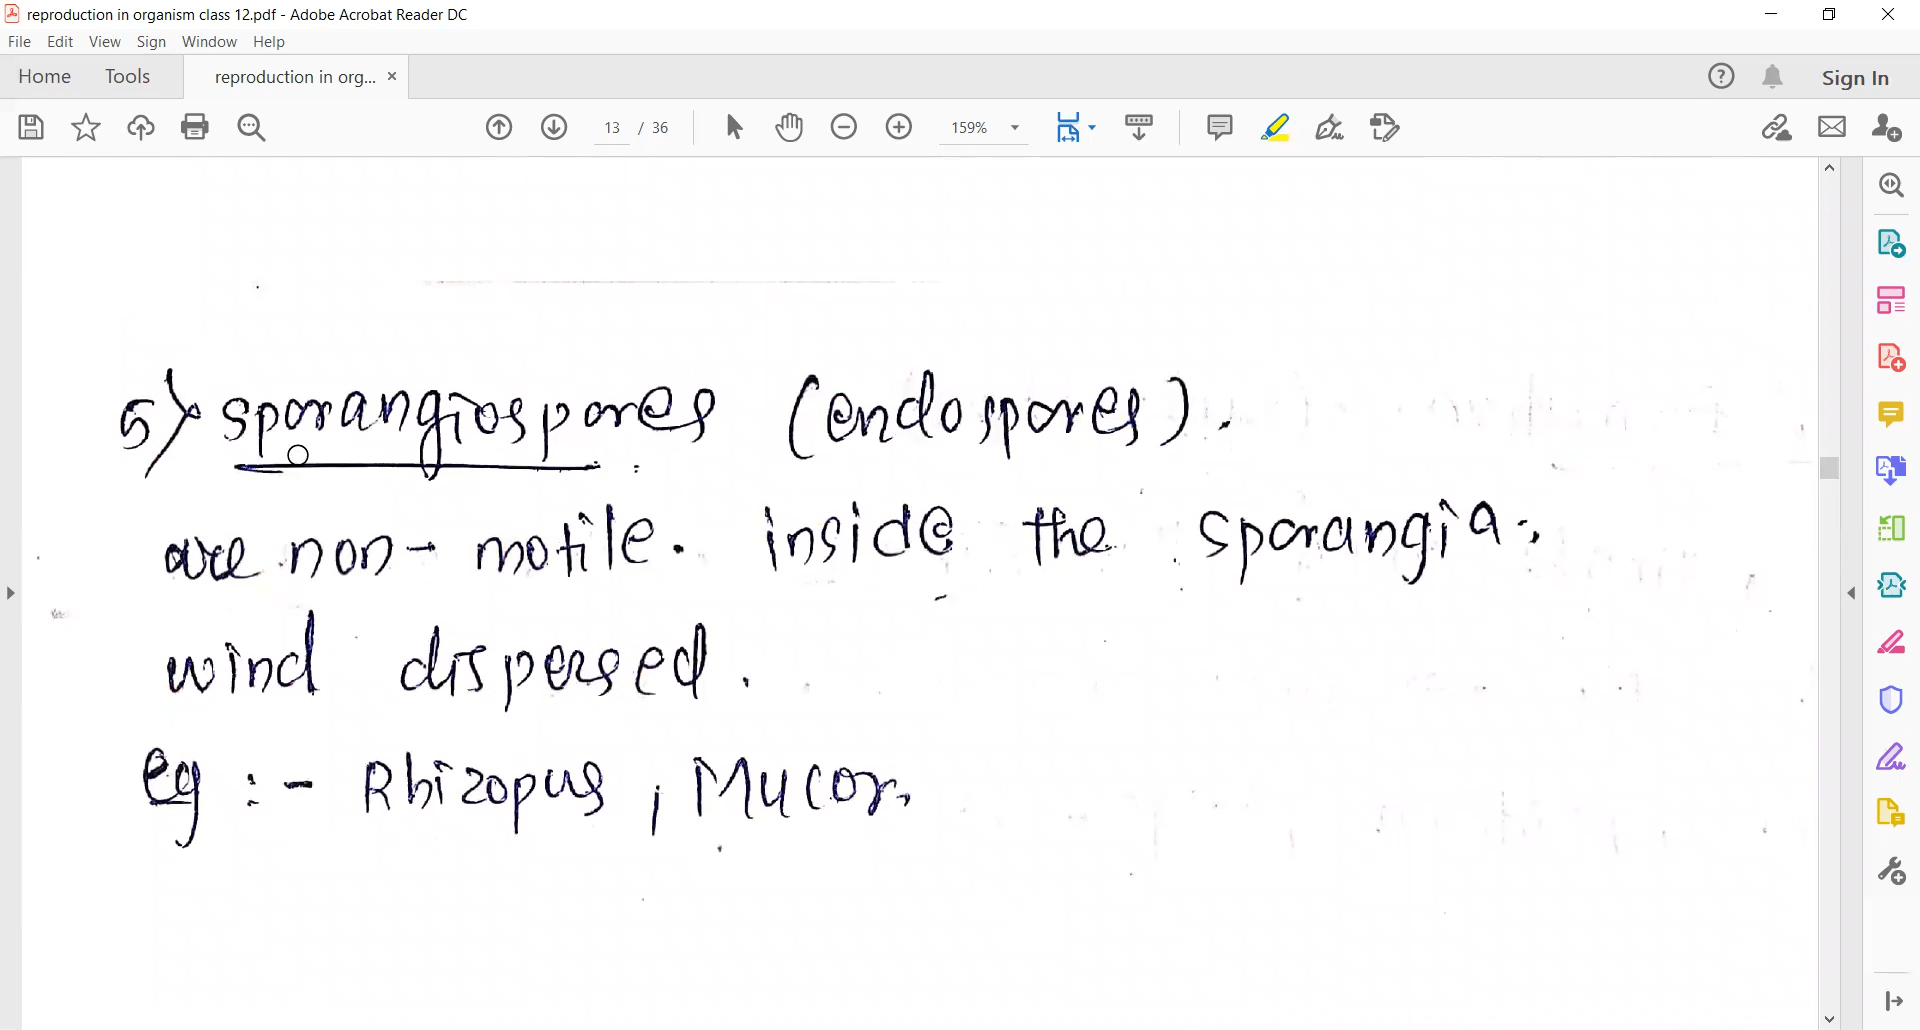 reproduction in organism class 12.pdf - Adobe Acrobat Reader DC
File Edit View Sign Window Help
Home Tools reproduction in org... × Sign In
13 / 36 159%
5) sporangiospores (endospores).
are non-motile. inside the sporangia.
wind dispersed.
eg :- Rhizopus, Mucor.